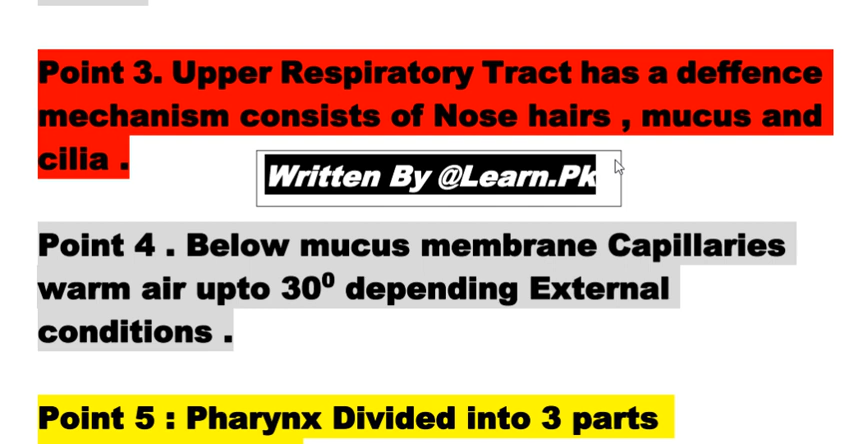 Point 3. Upper Respiratory Tract has a deffence
mechanism consists of Nose hairs , mucus and
cilia .
Written By @Learn.Pk
Point 4 . Below mucus membrane Capillaries
warm air upto 30⁰ depending External
conditions .
Point 5 : Pharynx Divided into 3 parts